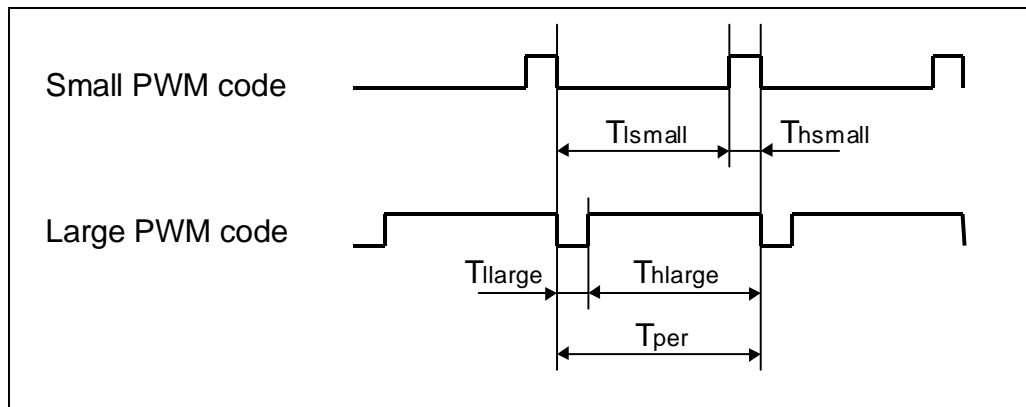 Small PWM code
Tlsmall
Thsmall
Large PWM code
Tllarge
Thlarge
Tper